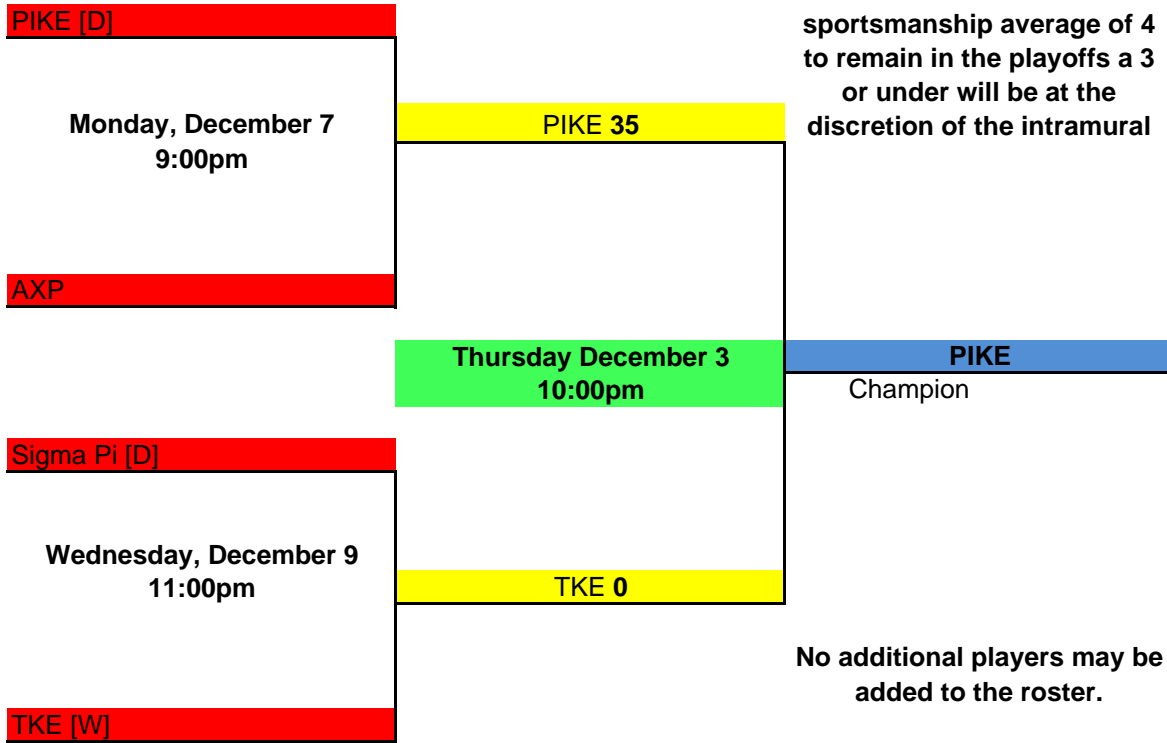 PIKE [D]
sportsmanship average of 4
to remain in the playoffs a 3
or under will be at the
discretion of the intramural
Monday, December 7
9:00pm
PIKE 35
AXP
Thursday December 3
10:00pm
PIKE
Champion
Sigma Pi [D]
Wednesday, December 9
11:00pm
TKE 0
No additional players may be
added to the roster.
TKE [W]